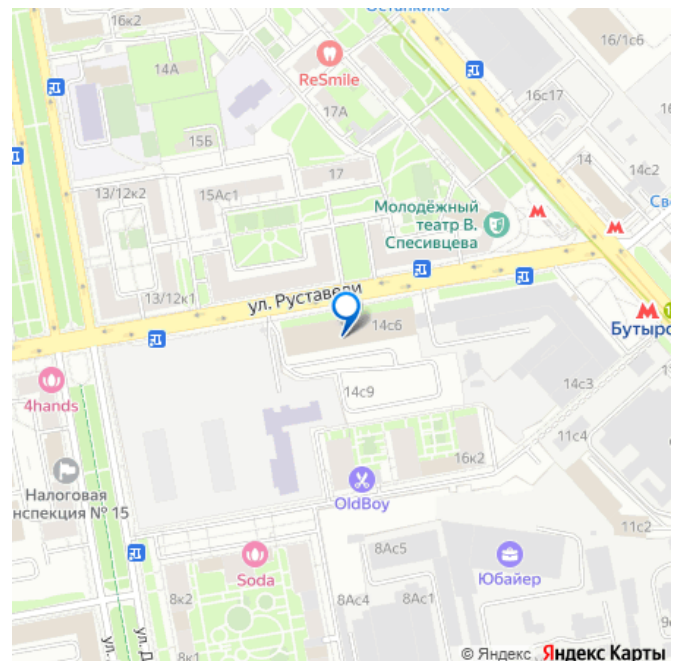 Останкино
16к2
16/1с6
14А
ReSmile
16с17
17А
15Б
14
14с2
17
13/12к2
15Ас1
Молодёжный
театр В.
Спесивцева
ул. Руставели
13/12к1
14с6
14с3
4hands
14с9
11с4
16к2
Налоговая
нспекция № 15
OldBoy
11с2
8Ас5
Soda
Юбайер
8к2
8Ас4
8Ас1
8к1
© Яндекс
Яндекс Карты